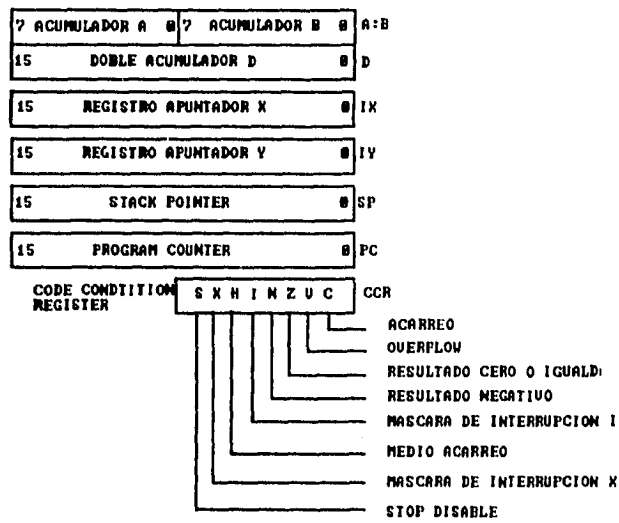 7 ACUMULADOR A 0 7 ACUMULADOR B 0 A:B
15 DOBLE ACUMULADOR D 0 D
15 REGISTRO APUNTADOR X 0 IX
15 REGISTRO APUNTADOR Y 0 IY
15 STACK POINTER 0 SP
15 PROGRAM COUNTER 0 PC
CODE CONDTITION S X H I N Z V C CCR
REGISTER
ACARREO
OVERFLOW
RESULTADO CERO O IGUALD
RESULTADO NEGATIVO
MASCARA DE INTERRUPCION I
MEDIO ACARREO
MASCARA DE INTERRUPCION X
STOP DISABLE